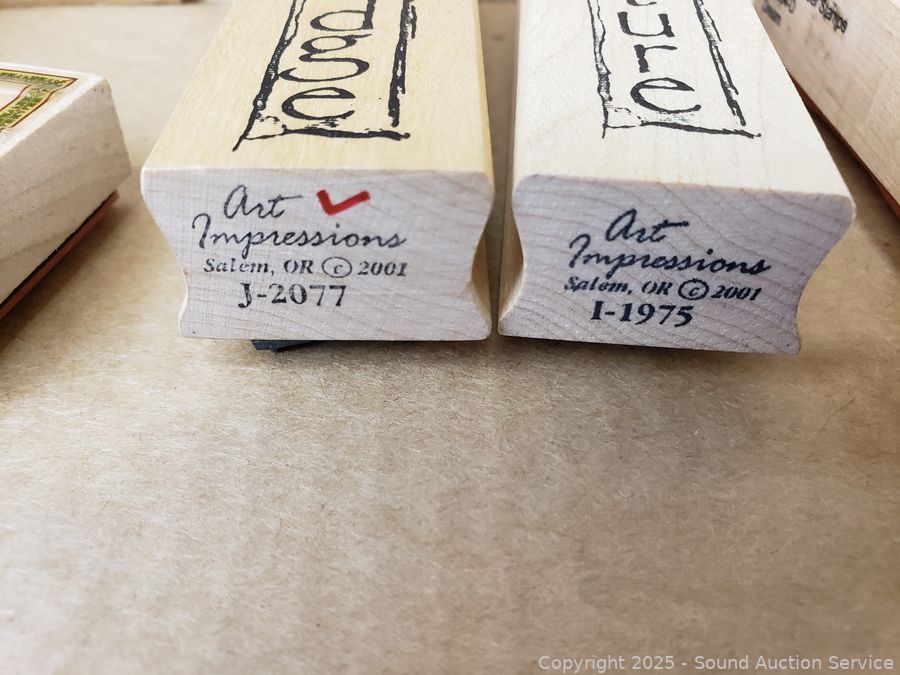 dge
ure
Art
Impressions
Salem, OR © 2001
J-2077
Art
Impressions
Salem, OR © 2001
I-1975
Copyright 2025 - Sound Auction Service